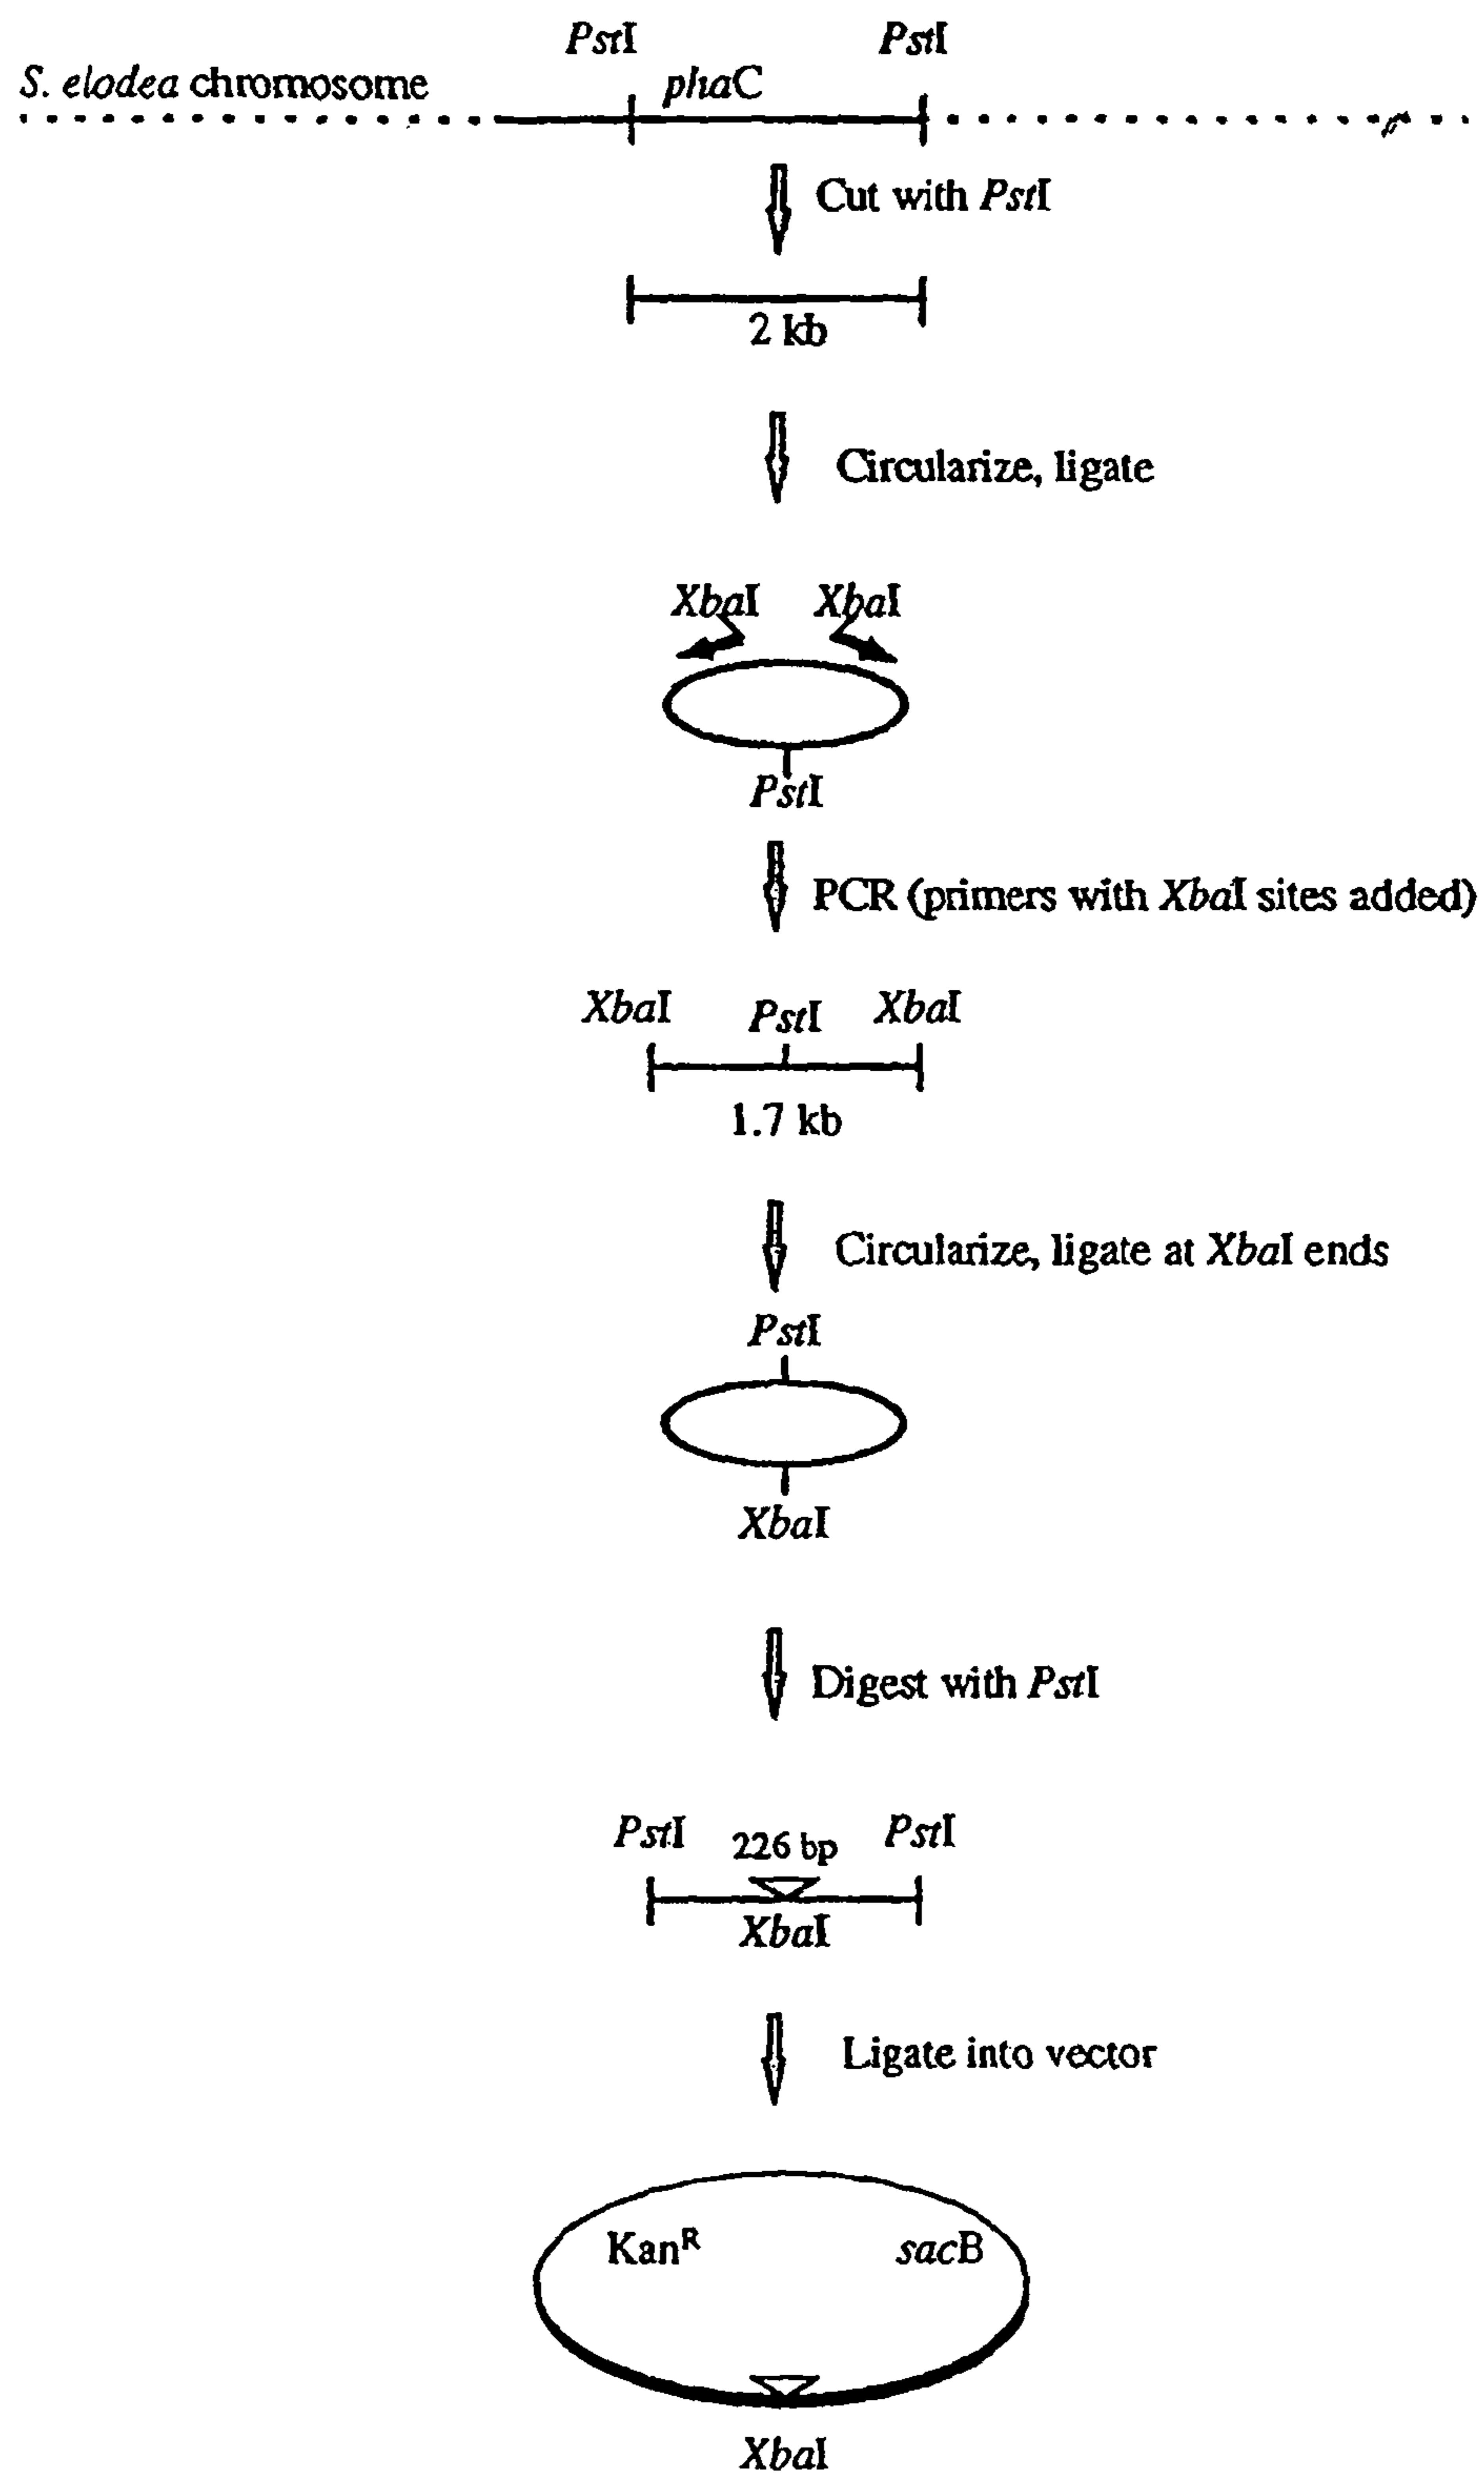 PstI PstI
S. elodea chromosome phaC
Cut with PstI
2 kb
Circularize, ligate
XbaI XbaI
PstI
PCR (primers with XbaI sites added)
XbaI PstI XbaI
1.7 kb
Circularize, ligate at XbaI ends
PstI
XbaI
Digest with PstI
PstI 226 bp PstI
XbaI
Ligate into vector
Kan^R sacB
XbaI